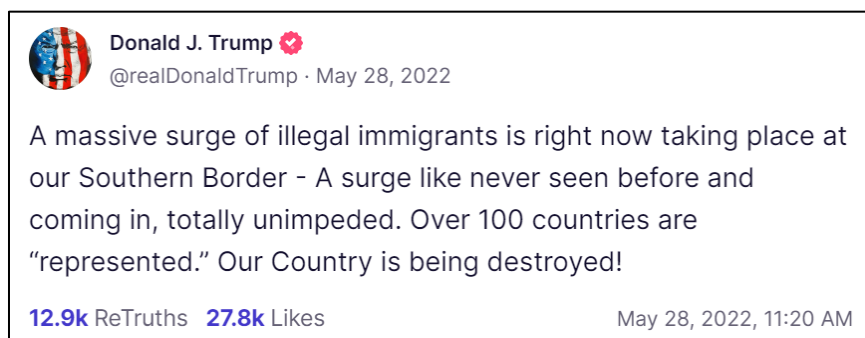 Donald J. Trump
@realDonaldTrump · May 28, 2022
A massive surge of illegal immigrants is right now taking place at
our Southern Border - A surge like never seen before and
coming in, totally unimpeded. Over 100 countries are
“represented.” Our Country is being destroyed!
12.9k ReTruths 27.8k Likes May 28, 2022, 11:20 AM